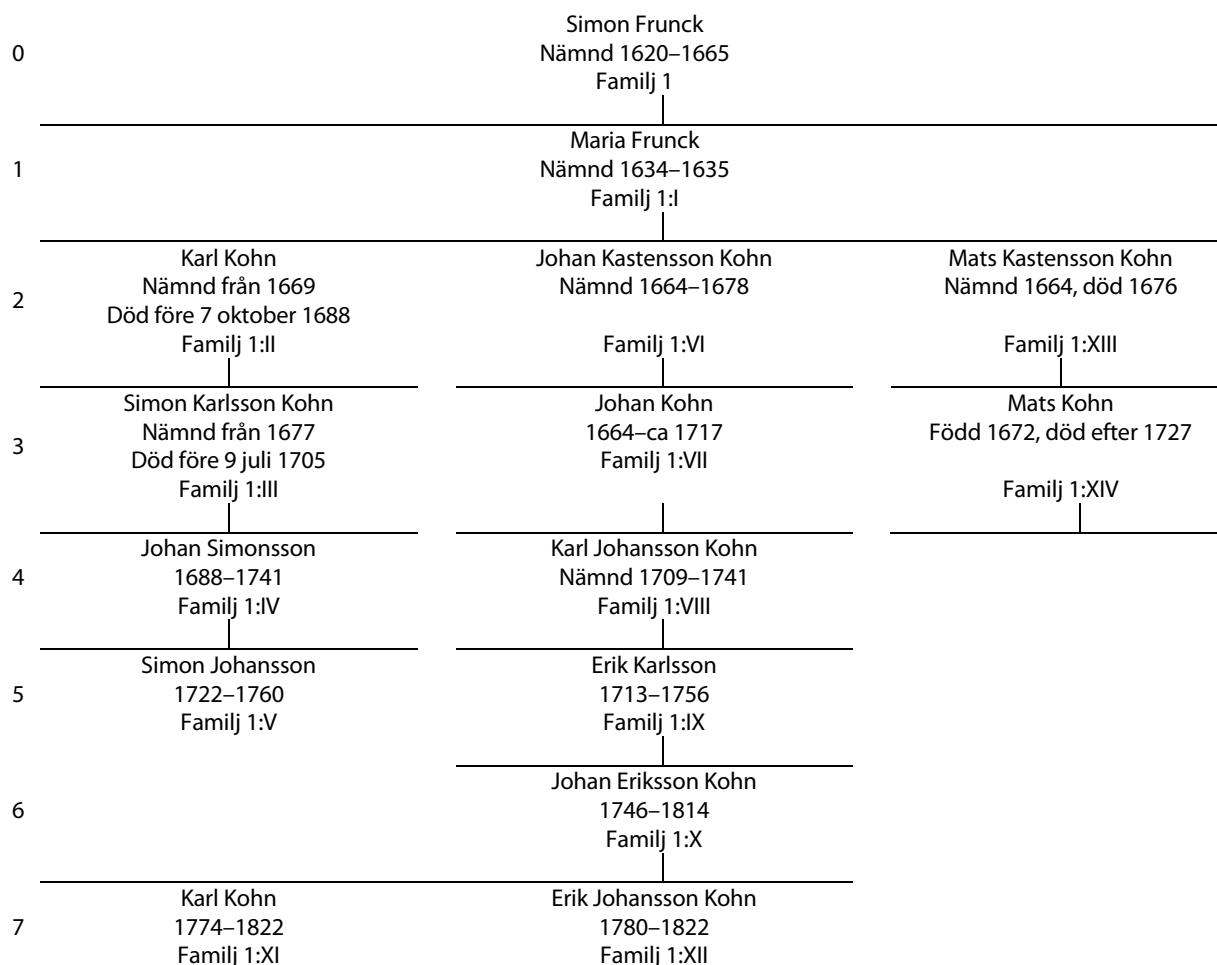 Simon Frunck
0
Nämnd 1620–1665
Familj 1
Maria Frunck
1
Nämnd 1634–1635
Familj 1:I
Karl Kohn
Johan Kastensson Kohn
Mats Kastensson Kohn
2
Nämnd från 1669
Nämnd 1664–1678
Nämnd 1664, död 1676
Död före 7 oktober 1688
Familj 1:II
Familj 1:VI
Familj 1:XIII
Simon Karlsson Kohn
Johan Kohn
Mats Kohn
3
Nämnd från 1677
1664–ca 1717
Född 1672, död efter 1727
Död före 9 juli 1705
Familj 1:VII
Familj 1:III
Familj 1:XIV
Johan Simonsson
Karl Johansson Kohn
4
1688–1741
Nämnd 1709–1741
Familj 1:IV
Familj 1:VIII
Simon Johansson
Erik Karlsson
5
1722–1760
1713–1756
Familj 1:V
Familj 1:IX
Johan Eriksson Kohn
6
1746–1814
Familj 1:X
Karl Kohn
Erik Johansson Kohn
7
1774–1822
1780–1822
Familj 1:XI
Familj 1:XII